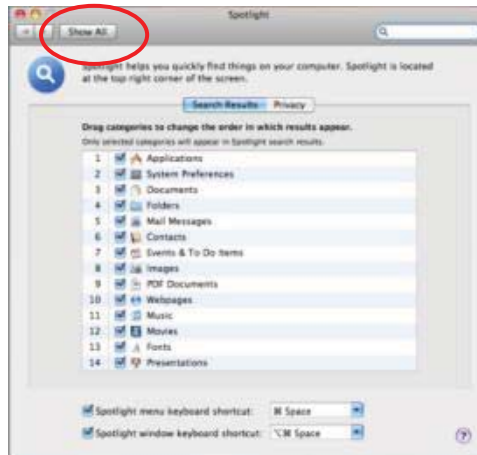 Spotlight
Show All
Spotlight helps you quickly find things on your computer. Spotlight is located
at the top right corner of the screen.
Search Results Privacy
Drag categories to change the order in which results appear.
Only selected categories will appear in Spotlight search results.
1 Applications
2 System Preferences
3 Documents
4 Folders
5 Mail Messages
6 Contacts
7 Events & To Do Items
8 Images
9 PDF Documents
10 Webpages
11 Music
12 Movies
13 Fonts
14 Presentations
Spotlight menu keyboard shortcut: ⌘ Space
Spotlight window keyboard shortcut: ⌥⌘ Space
?